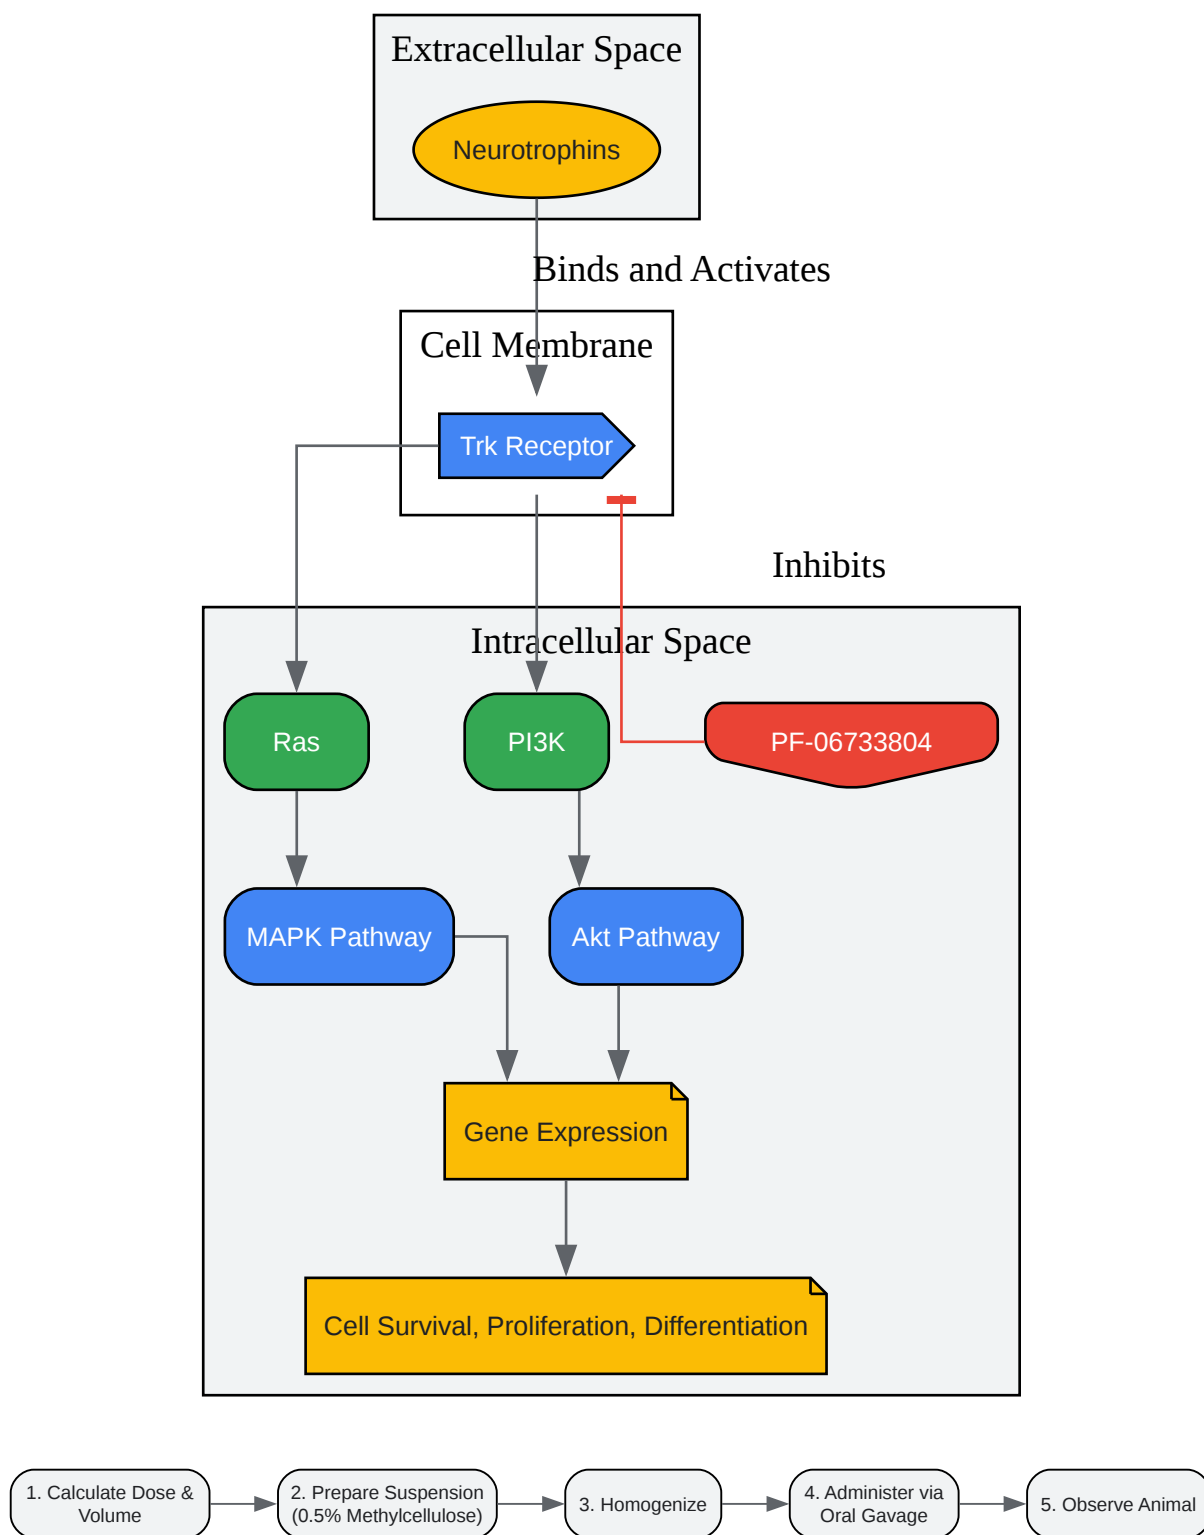 Extracellular Space
Neurotrophins
Binds and Activates
Cell Membrane
Trk Receptor
Inhibits
Intracellular Space
Ras
PI3K
PF-06733804
MAPK Pathway
Akt Pathway
Gene Expression
Cell Survival, Proliferation, Differentiation
1. Calculate Dose &
Volume
2. Prepare Suspension
(0.5% Methylcellulose)
3. Homogenize
4. Administer via
Oral Gavage
5. Observe Animal